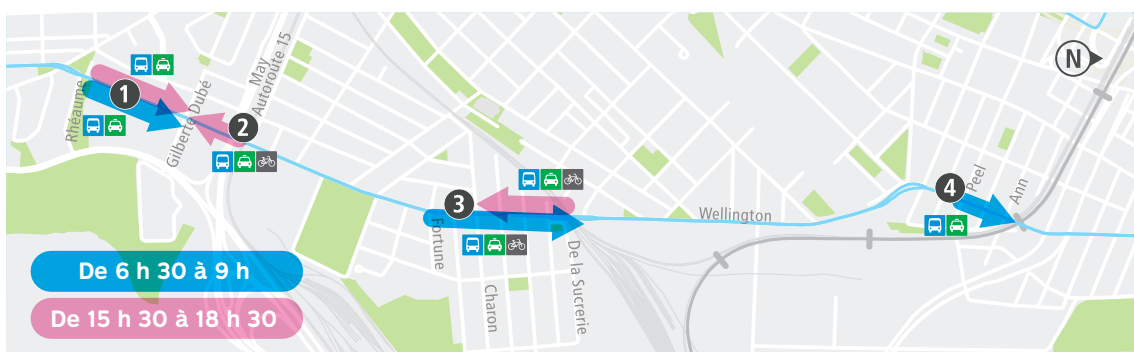 Rhéaume
1
Gilberte Dubé
May
Autoroute 15
2
Fortune
3
Charon
De la Sucrerie
Wellington
4
Peel
Ann
N
De 6 h 30 à 9 h
De 15 h 30 à 18 h 30